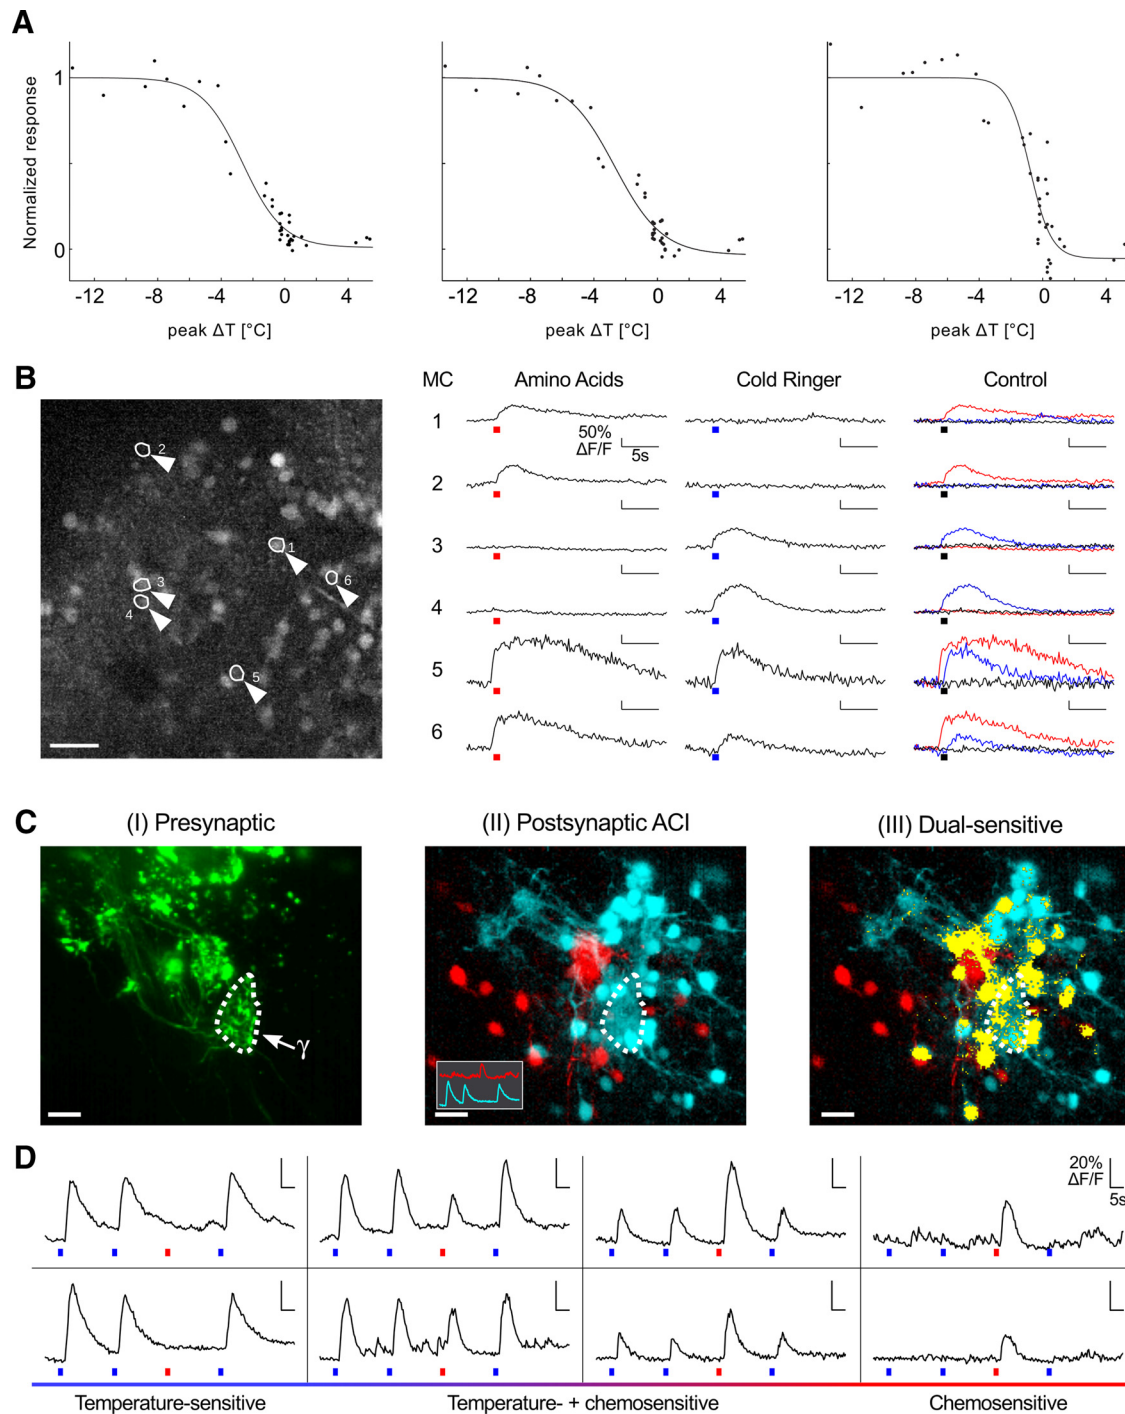 A
Normalized response
1
0
-12 -8 -4 0 4
peak ΔT [°C]
-12 -8 -4 0 4
peak ΔT [°C]
-12 -8 -4 0 4
peak ΔT [°C]
B
MC Amino Acids Cold Ringer Control
1
50%
ΔF/F
5s
2
3
4
5
6
2
1
6
3
4
5
C
(I) Presynaptic
(II) Postsynaptic ACI
(III) Dual-sensitive
γ
D
20%
ΔF/F
5s
Temperature-sensitive
Temperature- + chemosensitive
Chemosensitive